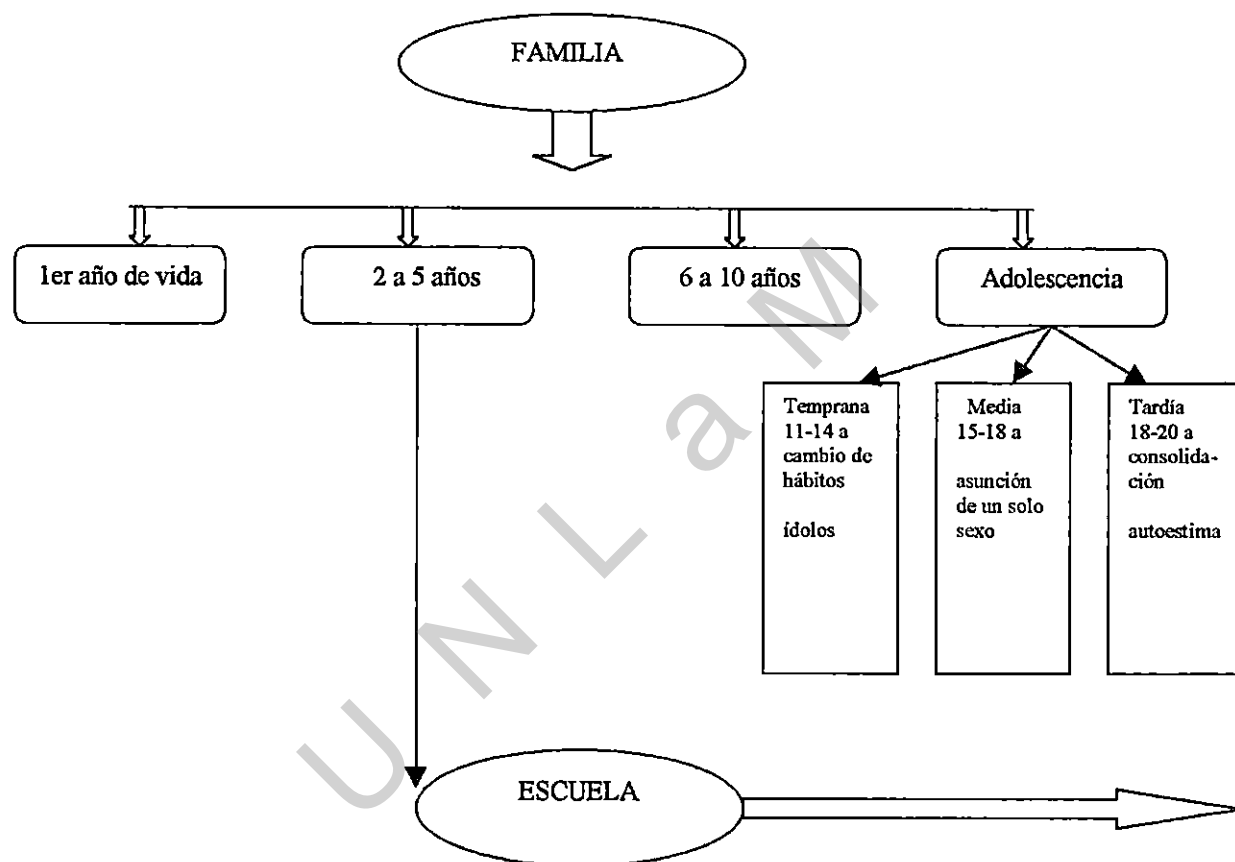 FAMILIA
1er año de vida
2 a 5 años
6 a 10 años
Adolescencia
Temprana
11-14 a
cambio de
hábitos
ídolos
Media
15-18 a
asunción
de un solo
sexo
Tardía
18-20 a
consolida-
ción
autoestima
ESCUELA
UNLaM